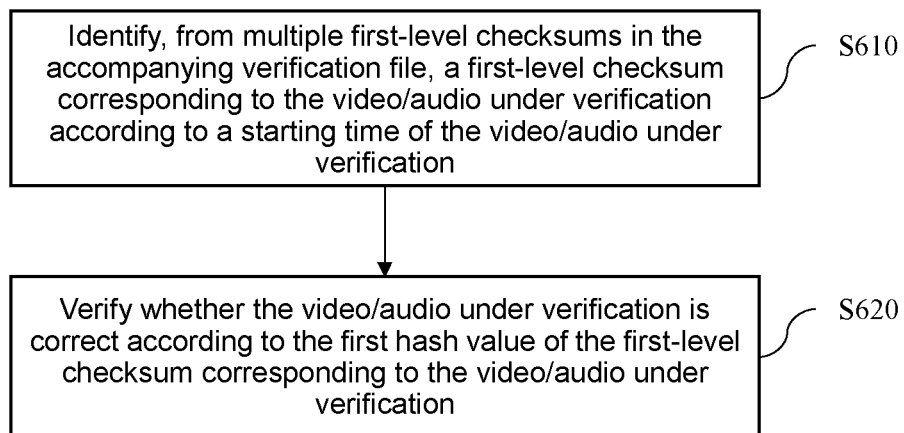 Identify, from multiple first-level checksums in the
accompanying verification file, a first-level checksum
corresponding to the video/audio under verification
according to a starting time of the video/audio under
verification
S610
Verify whether the video/audio under verification is
correct according to the first hash value of the first-level
checksum corresponding to the video/audio under
verification
S620